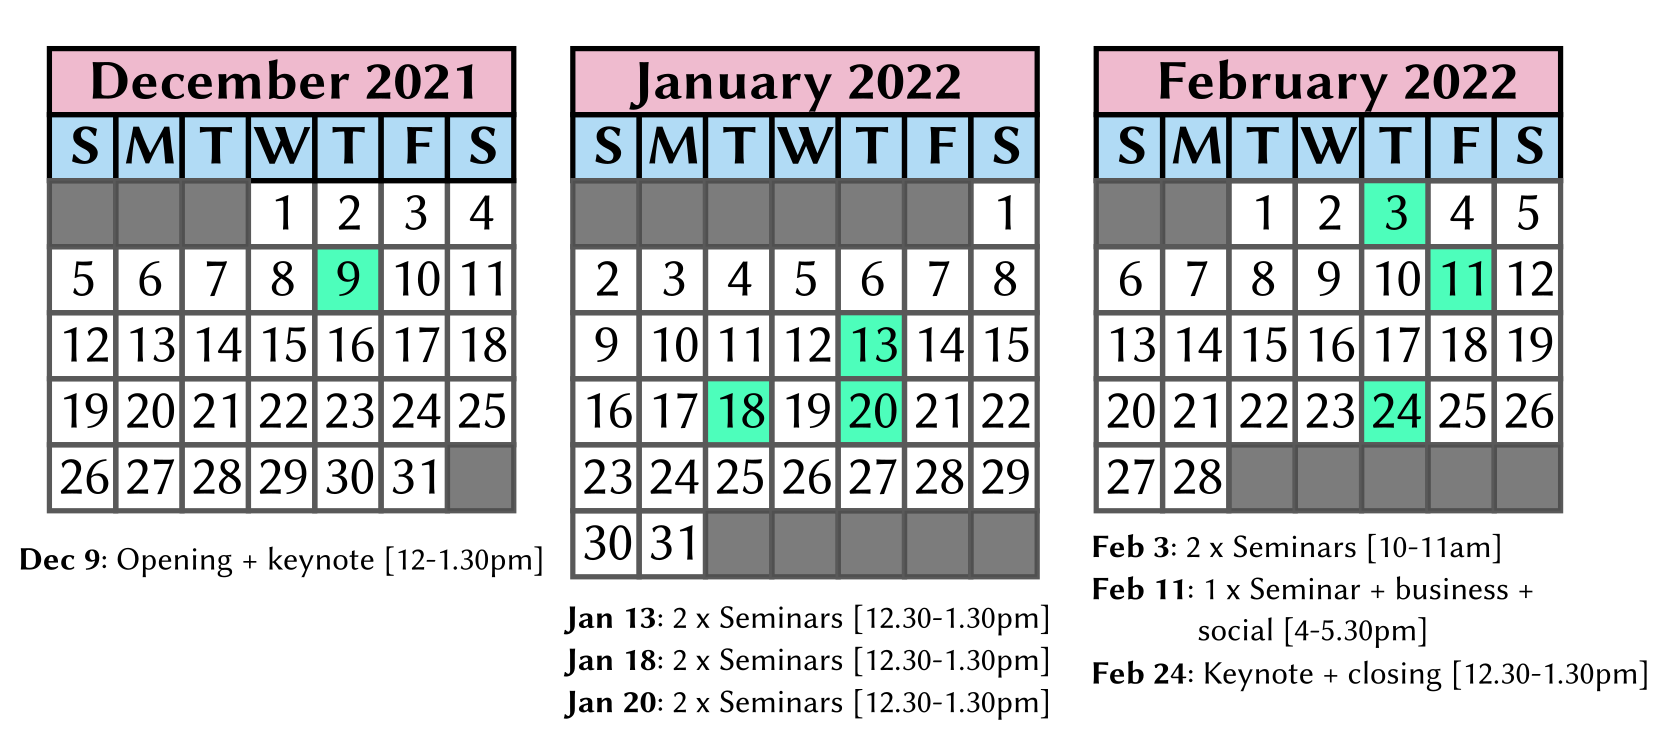 December 2021
S M T W T F S
1 2 3 4
5 6 7 8 9 10 11
12 13 14 15 16 17 18
19 20 21 22 23 24 25
26 27 28 29 30 31
Dec 9: Opening + keynote [12-1.30pm]
January 2022
S M T W T F S
1
2 3 4 5 6 7 8
9 10 11 12 13 14 15
16 17 18 19 20 21 22
23 24 25 26 27 28 29
30 31
Jan 13: 2 x Seminars [12.30-1.30pm]
Jan 18: 2 x Seminars [12.30-1.30pm]
Jan 20: 2 x Seminars [12.30-1.30pm]
February 2022
S M T W T F S
1 2 3 4 5
6 7 8 9 10 11 12
13 14 15 16 17 18 19
20 21 22 23 24 25 26
27 28
Feb 3: 2 x Seminars [10-11am]
Feb 11: 1 x Seminar + business +
social [4-5.30pm]
Feb 24: Keynote + closing [12.30-1.30pm]